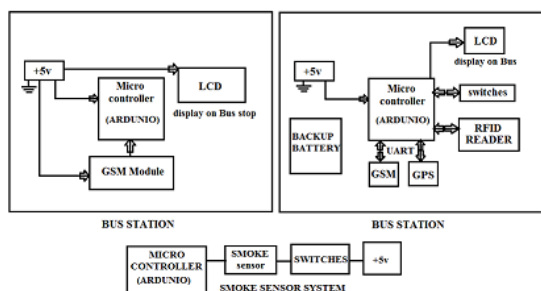 +5v
LCD
display on Bus stop
Micro
controller
(ARDUNIO)
GSM Module
BUS STATION
LCD
display on Bus
+5v
Micro
controller
(ARDUNIO)
switches
RFID
READER
BACKUP
BATTERY
UART
GSM
GPS
BUS STATION
MICRO
CONTROLLER
(ARDUNIO)
SMOKE
sensor
SWITCHES
+5v
SMOKE SENSOR SYSTEM